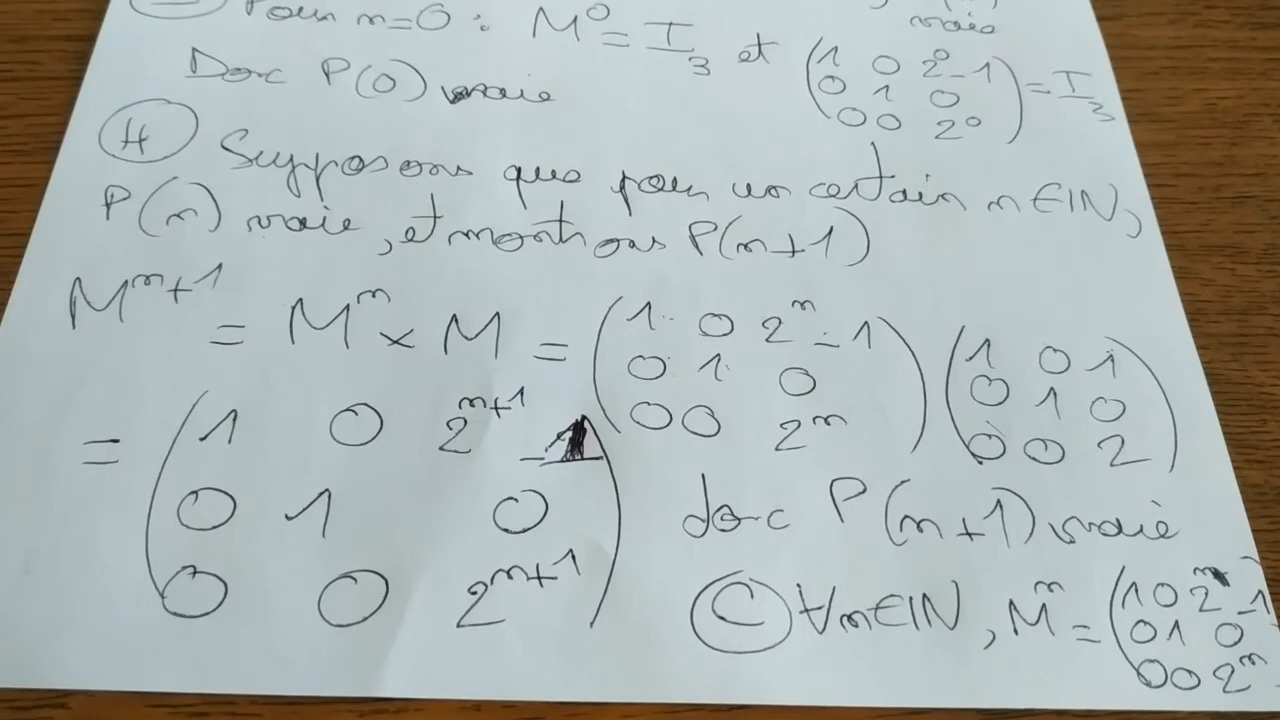 Pour n=0 : M⁰ = I₃ et
vraie
(1 0 2⁰-1
0 1 0
0 0 2⁰) = I₃
Donc P(0) vraie
(H) Supposons que pour un certain n∈ℕ,
P(n) vraie, et montrons P(n+1)
Mⁿ⁺¹ = Mⁿ × M = (1 0 2ⁿ-1
0 1 0
0 0 2ⁿ) (1 0 1
0 1 0
0 0 2)
= (1 0 2ⁿ⁺¹-1
0 1 0
0 0 2ⁿ⁺¹)
donc P(n+1) vraie
(C) ∀n∈ℕ, Mⁿ = (1 0 2ⁿ-1
0 1 0
0 0 2ⁿ